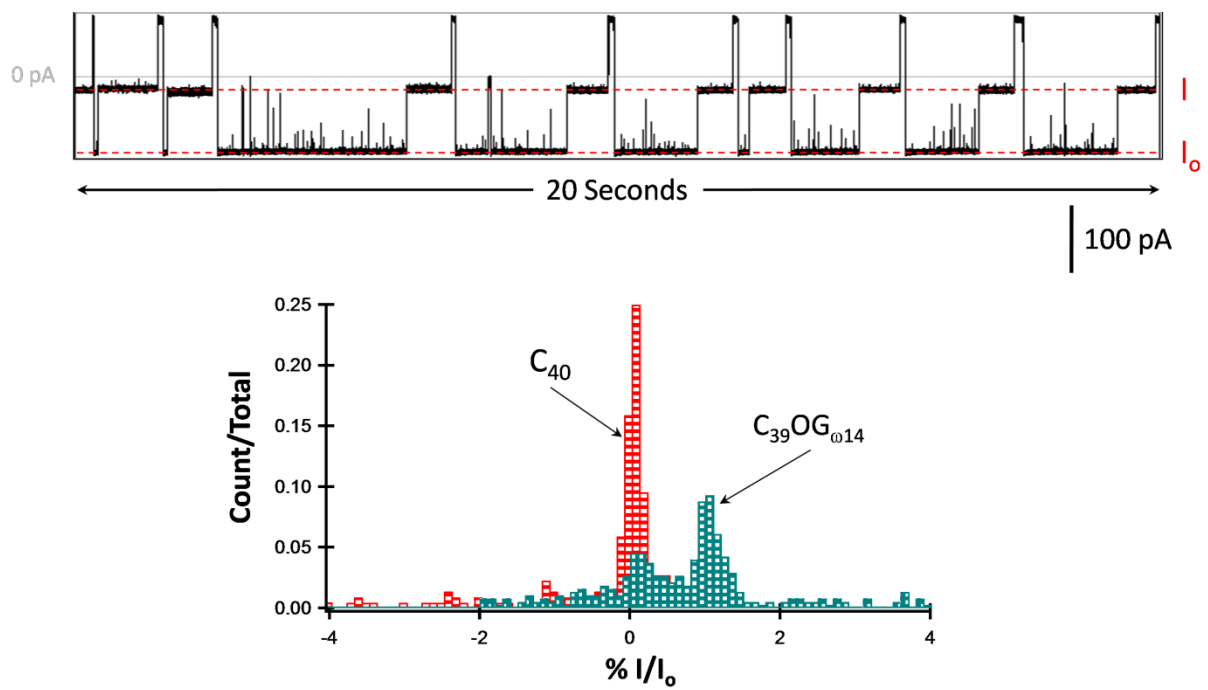 0 pA
I
Iₒ
20 Seconds
100 pA
0.25
0.20
0.15
0.10
0.05
0.00
Count/Total
C₄₀
C₃₉OG_ω14
-4
-2
0
2
4
% I/Iₒ